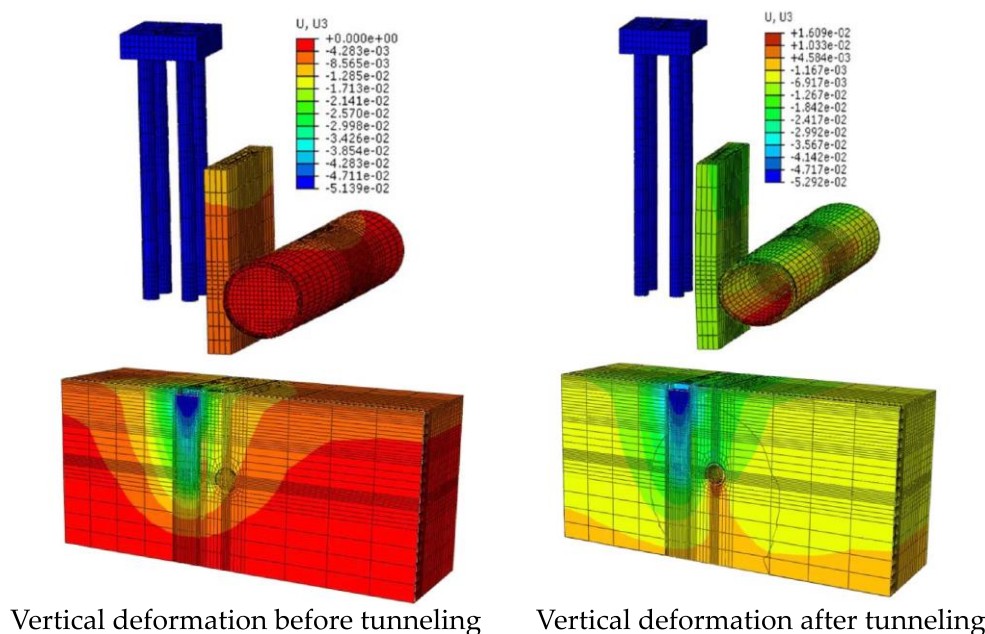 U, U3
+0.000e+00
-4.283e-03
-8.565e-03
-1.285e-02
-1.713e-02
-2.141e-02
-2.570e-02
-2.998e-02
-3.426e-02
-3.854e-02
-4.283e-02
-4.711e-02
-5.139e-02
U, U3
+1.609e-02
+1.033e-02
+4.584e-03
-1.167e-03
-6.917e-03
-1.267e-02
-1.842e-02
-2.417e-02
-2.992e-02
-3.567e-02
-4.142e-02
-4.717e-02
-5.292e-02
Vertical deformation before tunneling
Vertical deformation after tunneling